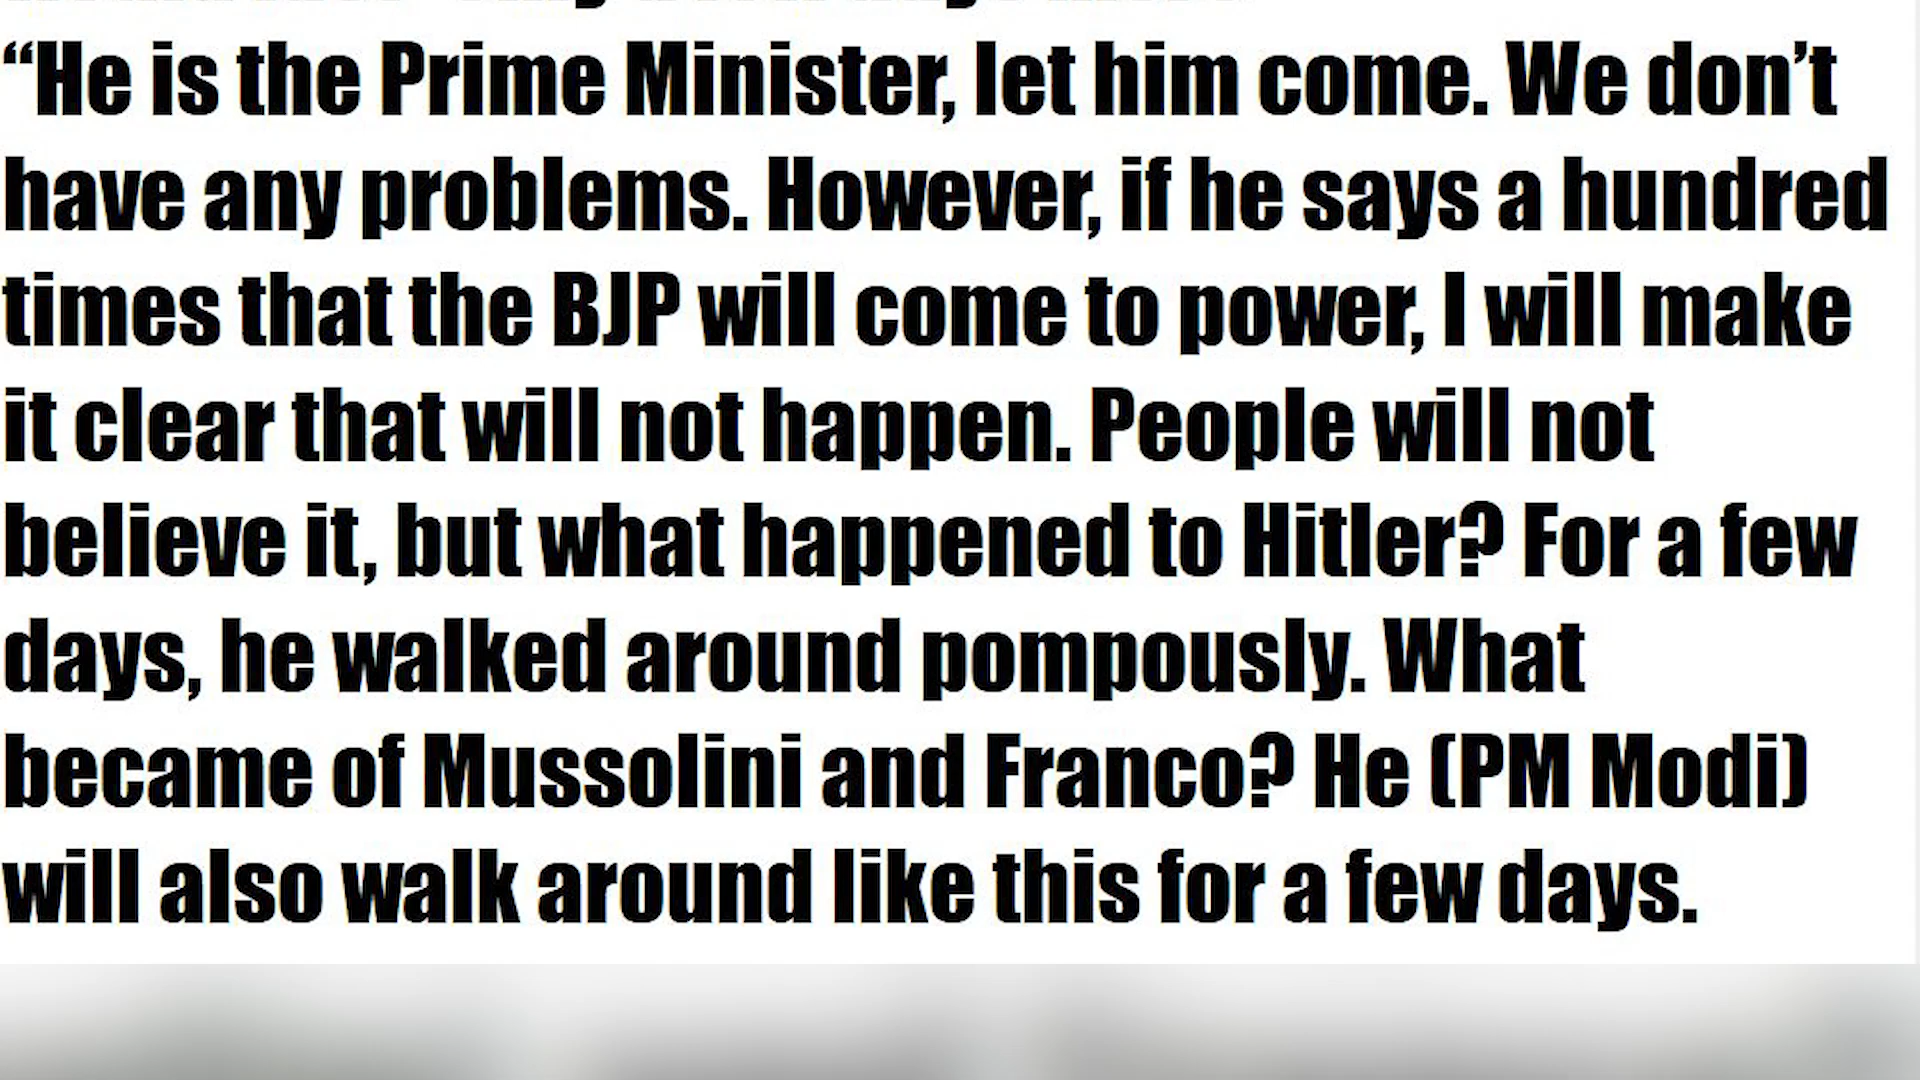 “He is the Prime Minister, let him come. We don’t
have any problems. However, if he says a hundred
times that the BJP will come to power, I will make
it clear that will not happen. People will not
believe it, but what happened to Hitler? For a few
days, he walked around pompously. What
became of Mussolini and Franco? He (PM Modi)
will also walk around like this for a few days.